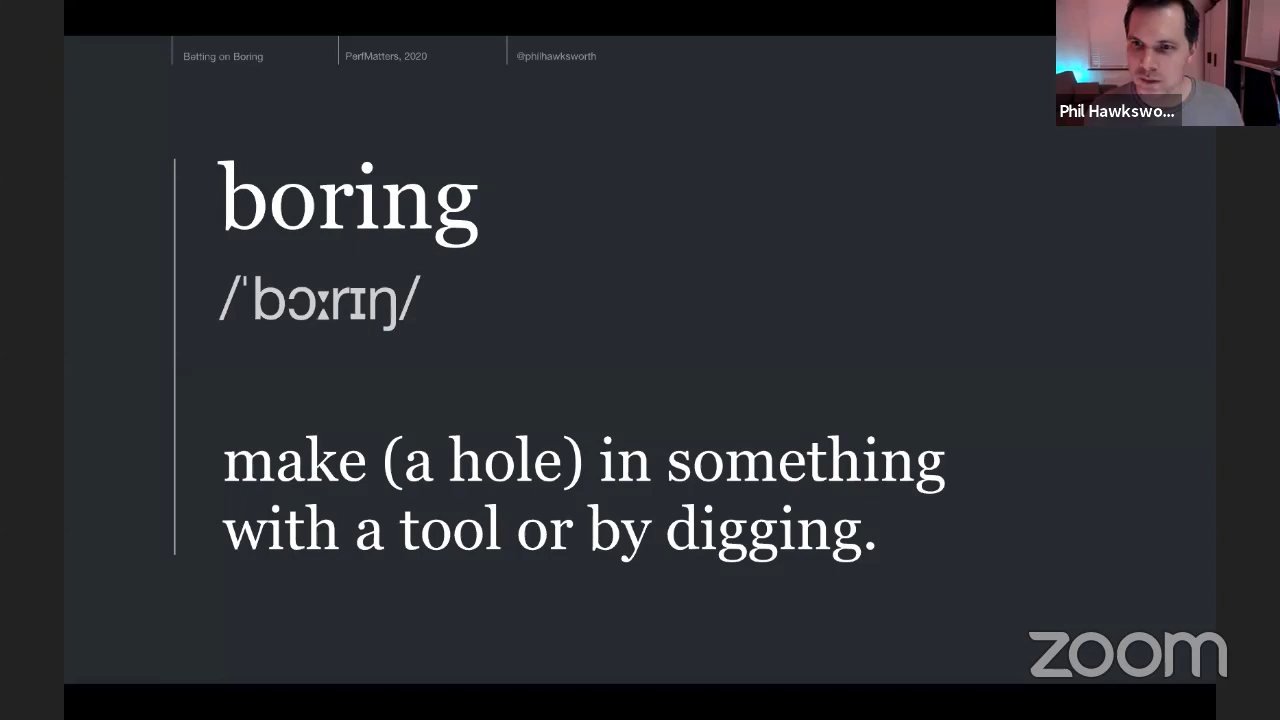 Betting on Boring
PerfMatters, 2020
@philhawksworth
Phil Hawkswo...
boring
/ˈbɔːrɪŋ/
make (a hole) in something
with a tool or by digging.
zoom